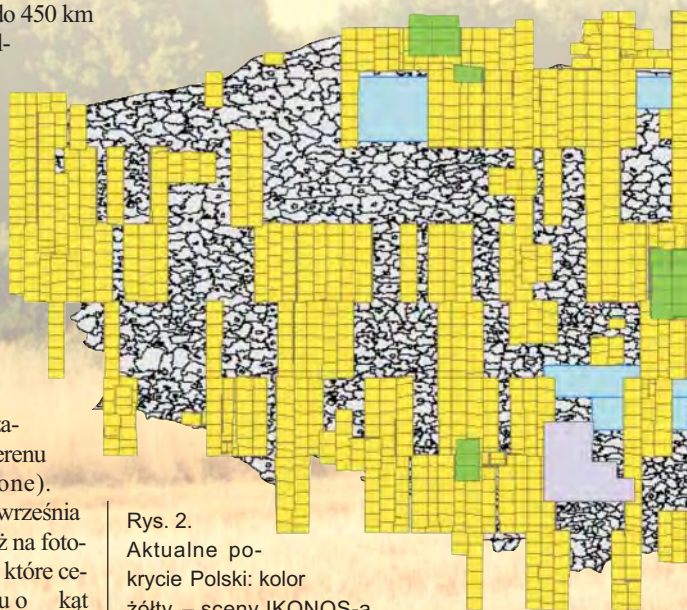 do 450 km
l-
za-
erenu
one).
września
ż na foto-
które ce-
u o kąt
Rys. 2.
Aktualne po-
krycie Polski: kolor
żółty – sceny IKONOS-a